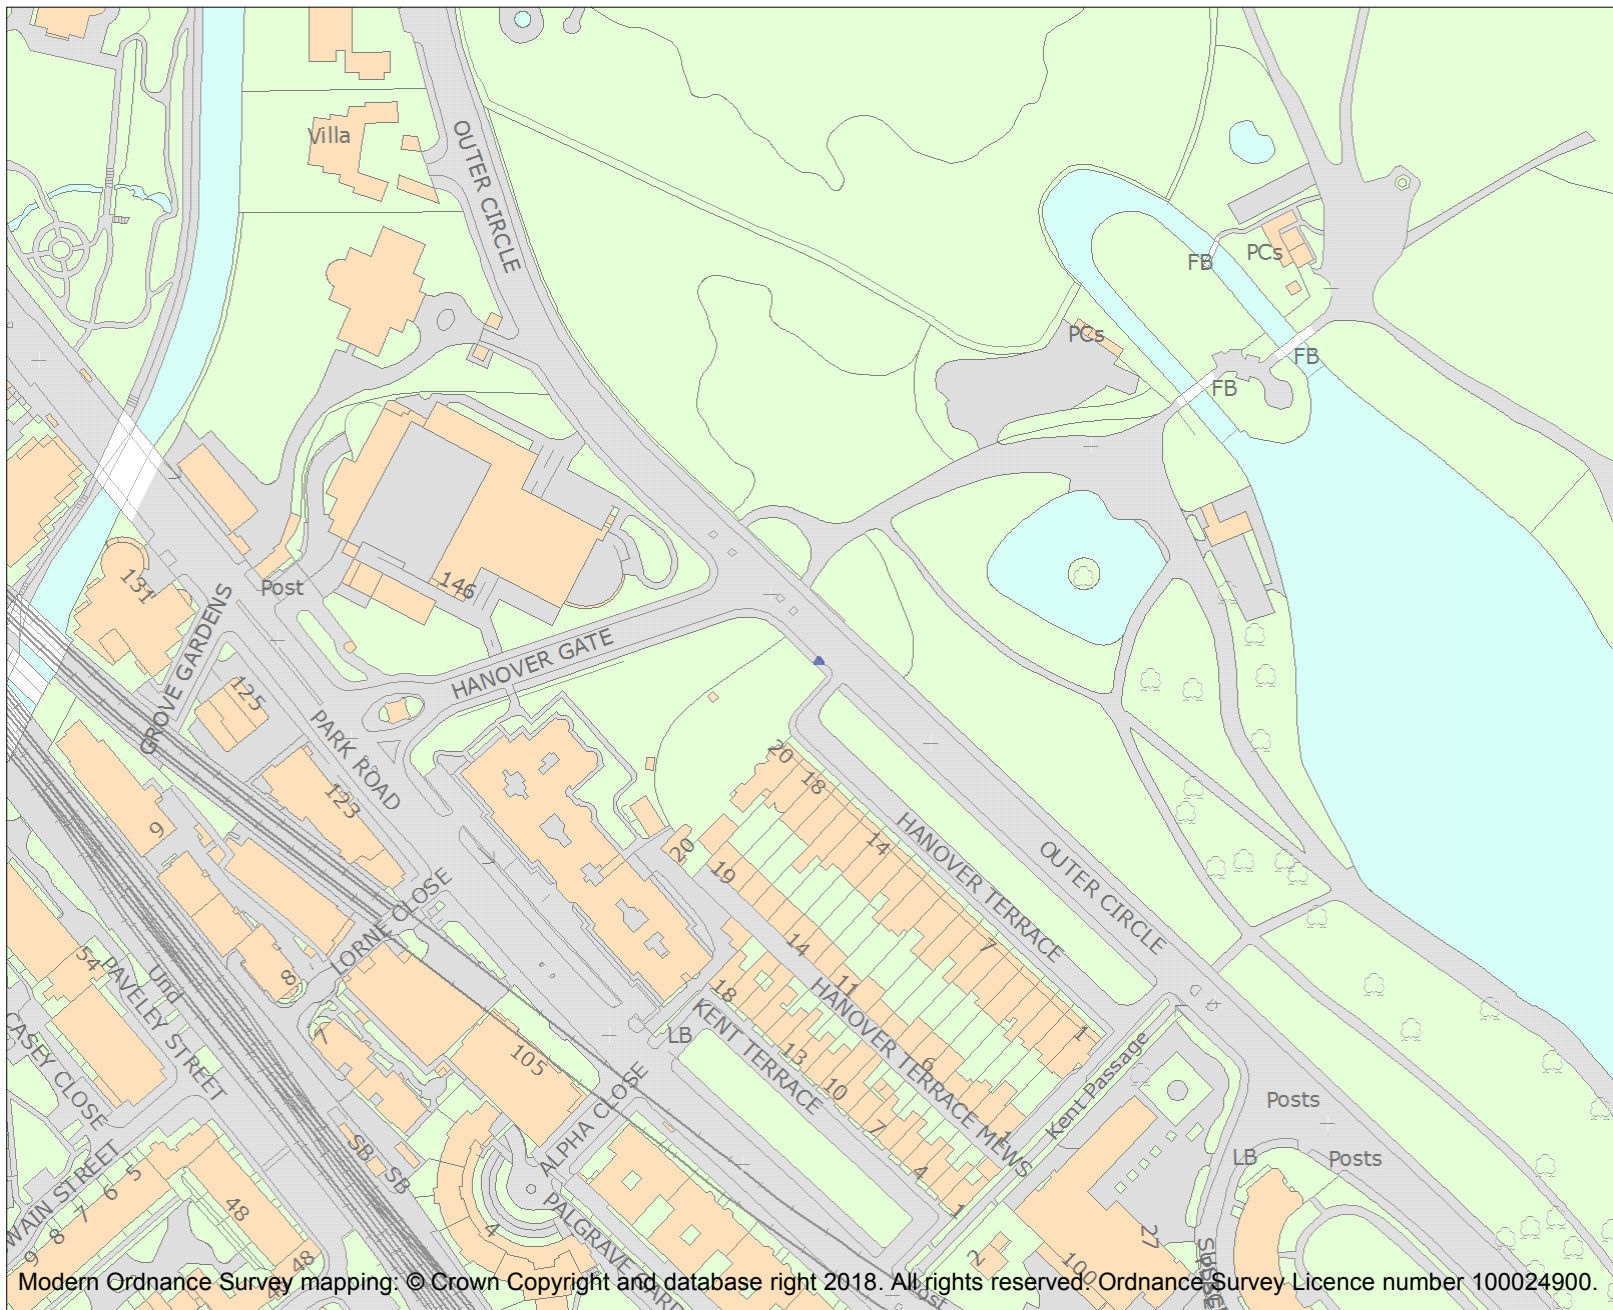 Villa
OUTER CIRCLE
FB
PCs
PCs
FB
FB
131
Post
146
GROVE GARDENS
HANOVER GATE
125
PARK ROAD
123
9
20
18
14
HANOVER TERRACE
OUTER CIRCLE
7
1
20
19
14
11
HANOVER TERRACE MEWS
6
1
LORNE CLOSE
8
7
54
PAVELEY STREET
Und
CASEY CLOSE
105
LB
18
KENT TERRACE
13
10
7
4
1
Kent Passage
ALPHA CLOSE
SB
SB
Posts
Posts
LB
WAIN STREET
5
6
7
8
9
48
48
4
PALGRAVE GARD
2
100
27
Modern Ordnance Survey mapping: © Crown Copyright and database right 2018. All rights reserved. Ordnance Survey Licence number 100024900.